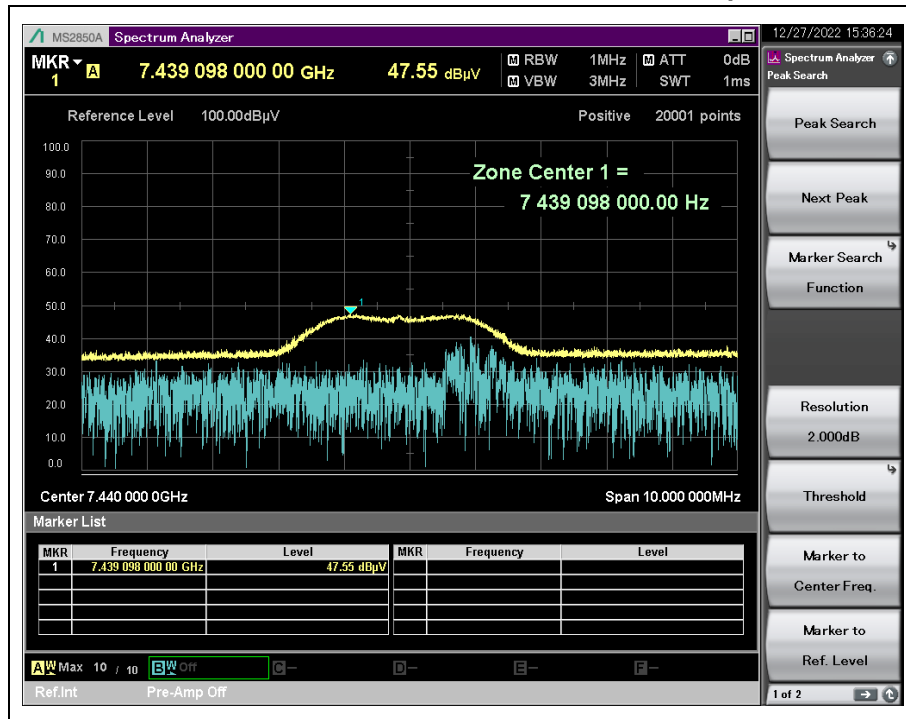 MS2850A Spectrum Analyzer
12/27/2022 15:36:24
MKR 1 A 7.439 098 000 00 GHz 47.55 dBµV
M RBW 1MHz M ATT 0dB
M VBW 3MHz SWT 1ms
Reference Level 100.00dBµV Positive 20001 points
Zone Center 1 =
7 439 098 000.00 Hz
100.0
90.0
80.0
70.0
60.0
50.0
40.0
30.0
20.0
10.0
0.0
1
Center 7.440 000 0GHz Span 10.000 000MHz
Marker List
MKR Frequency Level MKR Frequency Level
1 7.439 098 000 00 GHz 47.55 dBµV
A W Max 10 / 10 B W Off C - D - E - F -
Ref.Int Pre-Amp Off
Spectrum Analyzer
Peak Search
Peak Search
Next Peak
Marker Search
Function
Resolution
2.000dB
Threshold
Marker to
Center Freq.
Marker to
Ref. Level
1 of 2